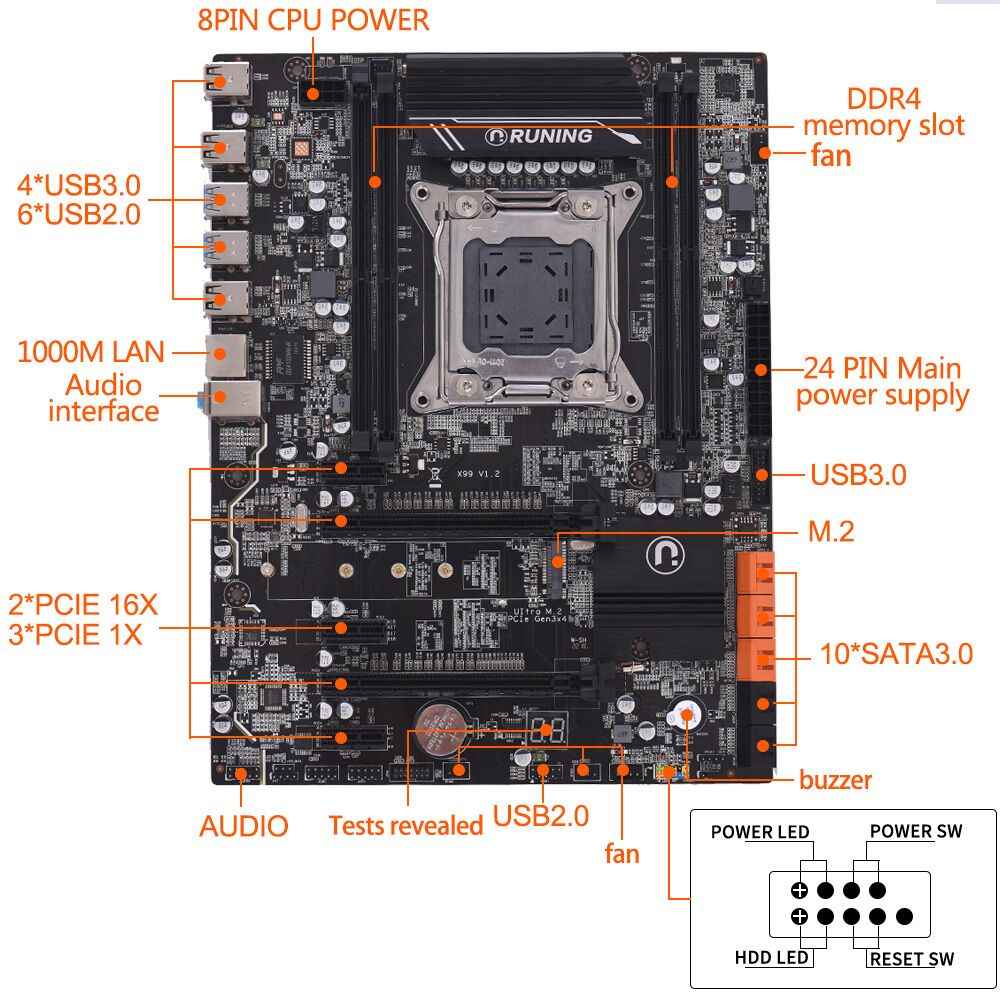 8PIN CPU POWER
DDR4
memory slot
fan
RUNING
4*USB3.0
6*USB2.0
1000M LAN
Audio
interface
24 PIN Main
power supply
X99 V1.2
USB3.0
M.2
2*PCIE 16X
3*PCIE 1X
Ultra M.2
PCIe Gen3x4
10*SATA3.0
buzzer
AUDIO
Tests revealed
USB2.0
fan
POWER LED
POWER SW
HDD LED
RESET SW